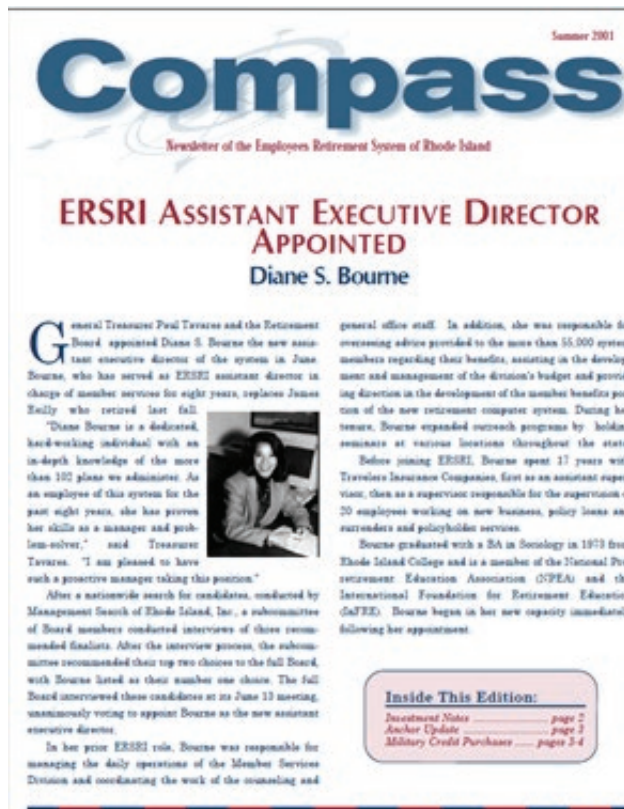 Summer 2001
Compass
Newsletter of the Employees Retirement System of Rhode Island
ERSRI ASSISTANT EXECUTIVE DIRECTOR
APPOINTED
Diane S. Bourne
General Treasurer Paul Tavares and the Retirement
Board appointed Diane S. Bourne the new assis-
tant executive director of the system in June.
Bourne, who has served as ERSRI assistant director in
charge of member services for eight years, replaces James
Reilly who retired last fall.
"Diane Bourne is a dedicated,
hard-working individual with an
in-depth knowledge of the more
than 102 plans we administer. As
an employee of this system for the
past eight years, she has proven
her skills as a manager and prob-
lem-solver," said Treasurer
Tavares. "I am pleased to have
such a proactive manager taking this position."
After a nationwide search for candidates, conducted by
Management Search of Rhode Island, Inc., a subcommittee
of Board members conducted interviews of three recom-
mended finalists. After the interview process, the subcom-
mittee recommended their top two choices to the full Board,
with Bourne listed as their number one choice. The full
Board interviewed these candidates at its June 13 meeting,
unanimously voting to appoint Bourne as the new assistant
executive director.
In her prior ERSRI role, Bourne was responsible for
managing the daily operations of the Member Services
Division and coordinating the work of the counseling and
general office staff. In addition, she was responsible fo
overseeing advice provided to the more than 55,000 system
members regarding their benefits, assisting in the develop
ment and management of the division's budget and provid
ing direction in the development of the member benefits por
tion of the new retirement computer system. During he
tenure, Bourne expanded outreach programs by holding
seminars at various locations throughout the state
Before joining ERSRI, Bourne spent 17 years with
Travelers Insurance Companies, first as an assistant super
visor, then as a supervisor responsible for the supervision o
20 employees working on new business, policy loans an
surrenders and policyholder services.
Bourne graduated with a BA in Sociology in 1973 from
Rhode Island College and is a member of the National Pre
retirement Education Association (NPEA) and th
International Foundation for Retirement Education
(InFRE). Bourne began in her new capacity immediatel
following her appointment.
Inside This Edition:
Investment Notes ........ page 2
Anchor Update ........ page 3
Military Credit Purchases ...... pages 3-4